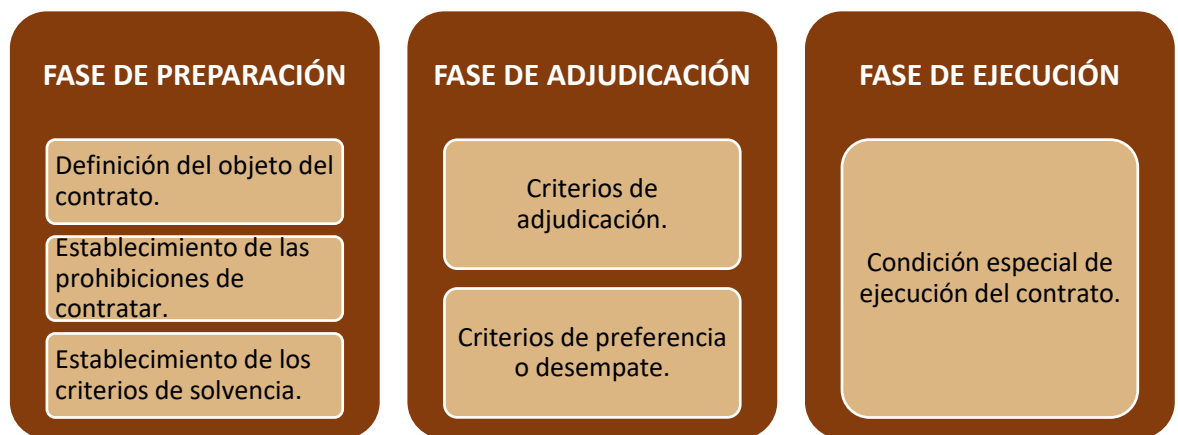 FASE DE PREPARACIÓN
Definición del objeto del
contrato.
Establecimiento de las
prohibiciones de
contratar.
Establecimiento de los
criterios de solvencia.
FASE DE ADJUDICACIÓN
Criterios de
adjudicación.
Criterios de preferencia
o desempate.
FASE DE EJECUCIÓN
Condición especial de
ejecución del contrato.